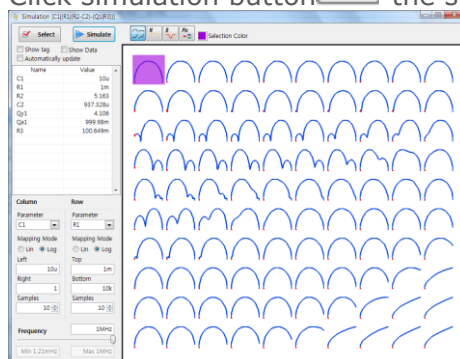 Click simulation button the s
Simulation [C1(R1(R2-C2)-(Q1R3))]
Select Simulate Selection Color
Show tag Show Data
Automatically update
Name Value
C1 10u
R1 1m
R2 5.163
C2 937.328u
Qy1 4.106
Qa1 999.98m
R3 100.649m
Column Row
Parameter Parameter
C1 R1
Mapping Mode Mapping Mode
Lin Log Lin Log
Left Top
10u 1m
Right Bottom
1 10k
Samples Samples
10 10
Frequency 1MHz
Min 1.21mHz Max 1MHz